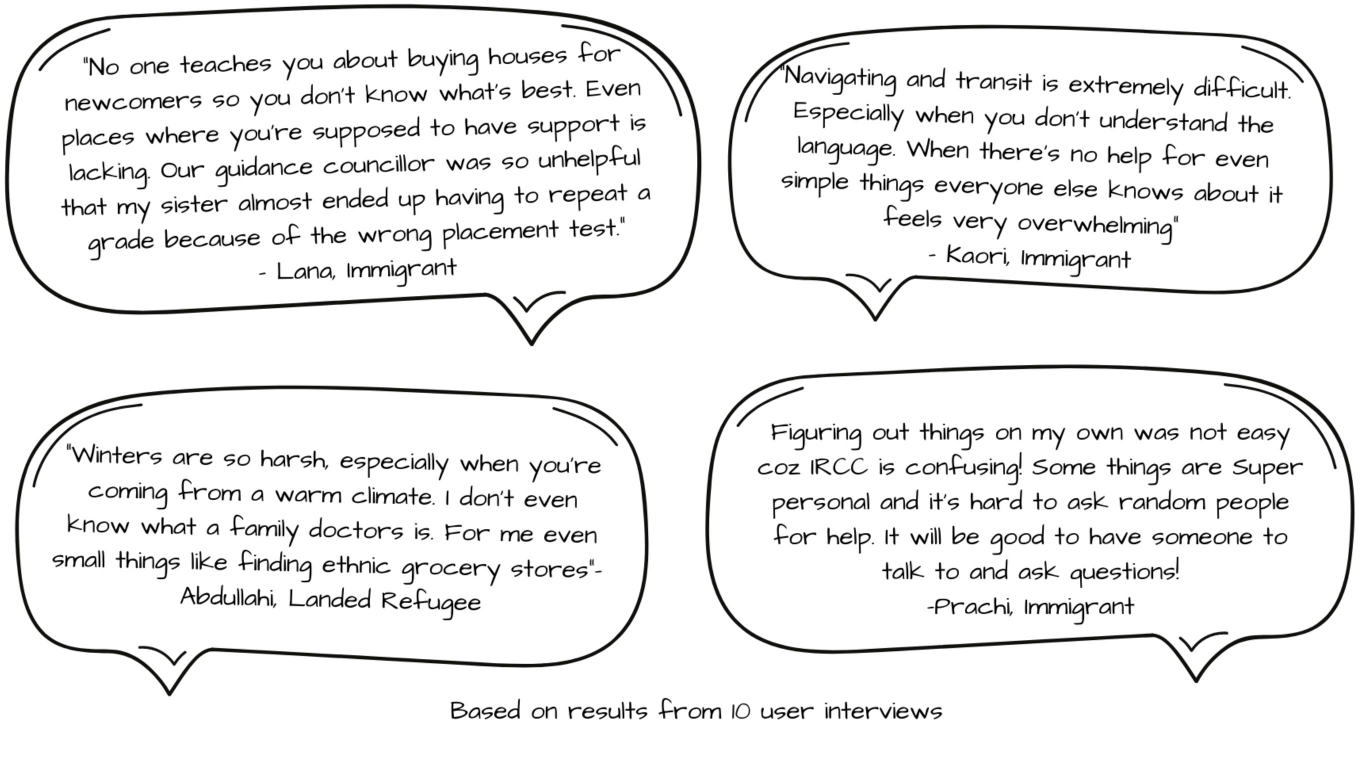 "No one teaches you about buying houses for
newcomers so you don't know what's best. Even
places where you're supposed to have support is
lacking. Our guidance councillor was so unhelpful
that my sister almost ended up having to repeat a
grade because of the wrong placement test."
- Lana, Immigrant
"Navigating and transit is extremely difficult.
Especially when you don't understand the
language. When there's no help for even
simple things everyone else knows about it
feels very overwhelming"
- Kaori, Immigrant
"Winters are so harsh, especially when you're
coming from a warm climate. I don't even
know what a family doctors is. For me even
small things like finding ethnic grocery stores"-
Abdullahi, Landed Refugee
Figuring out things on my own was not easy
coz IRCC is confusing! Some things are Super
personal and it's hard to ask random people
for help. It will be good to have someone to
talk to and ask questions!
-Prachi, Immigrant
Based on results from 10 user interviews